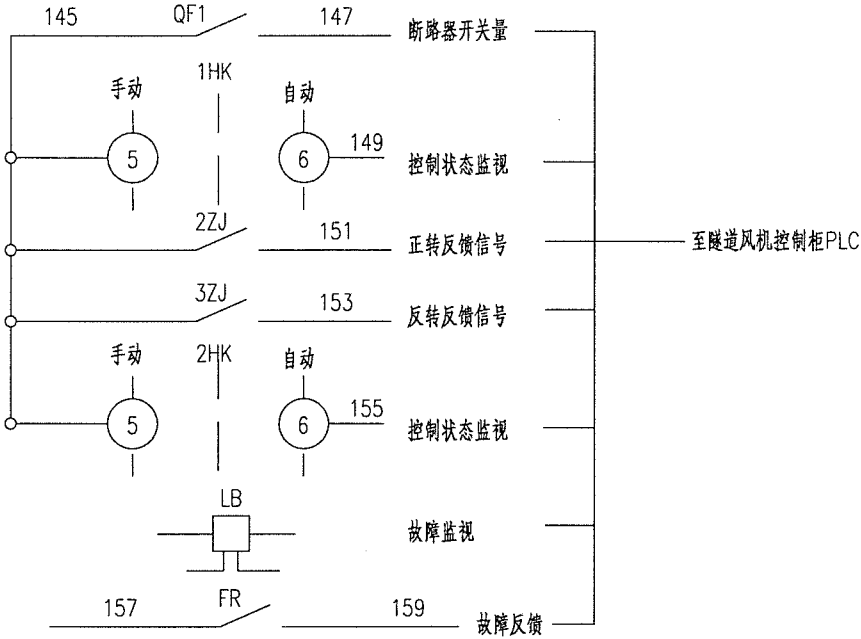 145 QF1 147 断路器开关量
手动 1HK 自动
5 6 149 控制状态监视
2ZJ 151 正转反馈信号
至隧道风机控制柜PLC
3ZJ 153 反转反馈信号
手动 2HK 自动
5 6 155 控制状态监视
LB 故障监视
157 FR 159 故障反馈